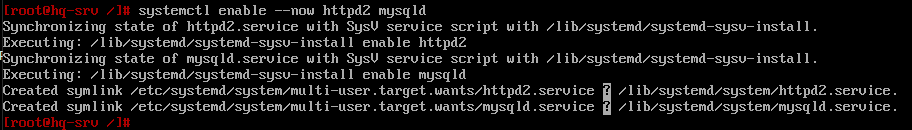 [root@hq-srv /]# systemctl enable --now httpd2 mysqld
Synchronizing state of httpd2.service with SysV service script with /lib/systemd/systemd-sysv-install.
Executing: /lib/systemd/systemd-sysv-install enable httpd2
Synchronizing state of mysqld.service with SysV service script with /lib/systemd/systemd-sysv-install.
Executing: /lib/systemd/systemd-sysv-install enable mysqld
Created symlink /etc/systemd/system/multi-user.target.wants/httpd2.service ? /lib/systemd/system/httpd2.service.
Created symlink /etc/systemd/system/multi-user.target.wants/mysqld.service ? /lib/systemd/system/mysqld.service.
[root@hq-srv /]#